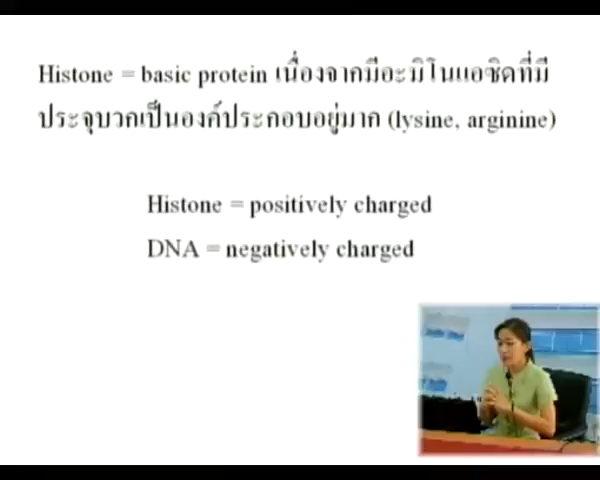 Histone = basic protein เนื่องจากมีอะมิโนแอซิดที่มี
ประจุบวกเป็นองค์ประกอบอยู่มาก (lysine, arginine)
Histone = positively charged
DNA = negatively charged